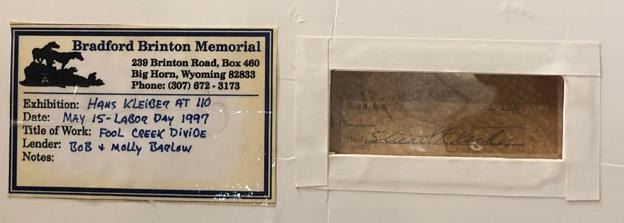 Bradford Brinton Memorial
239 Brinton Road, Box 460
Big Horn, Wyoming 82833
Phone: (307) 672 - 3173
Exhibition: HANS KLEIBER AT 110
Date: MAY 15 - LABOR DAY 1997
Title of Work: FOOL CREEK DIVIDE
Lender: BOB & MOLLY BARLOW
Notes:
HANS KLEIBER